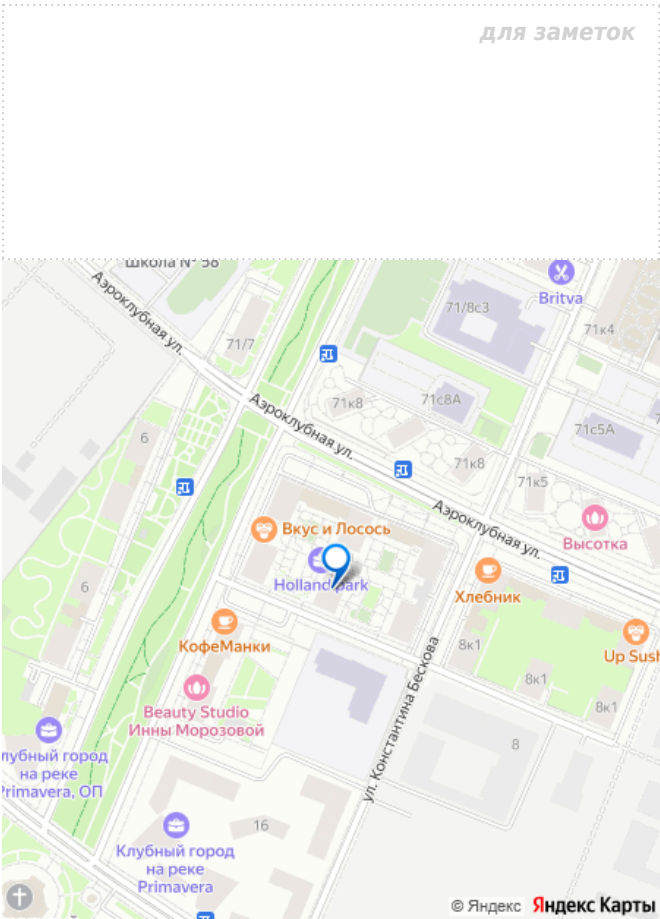 для заметок
Школа № 58
Аэроклубная ул.
Britva
71/8с3
71к4
71/7
Аэроклубная ул.
71к8
71с8А
71с5А
6
71к8
71к5
Вкус и Лосось
Аэроклубная ул.
Высотка
Holland park
Хлебник
6
КофеМанки
8к1
Up Sush
ул. Константина Бескова
8к1
8к1
Beauty Studio
Инны Морозовой
лубный город
на реке
Primavera, ОП
8
16
Клубный город
на реке
Primavera
© Яндекс Яндекс Карты